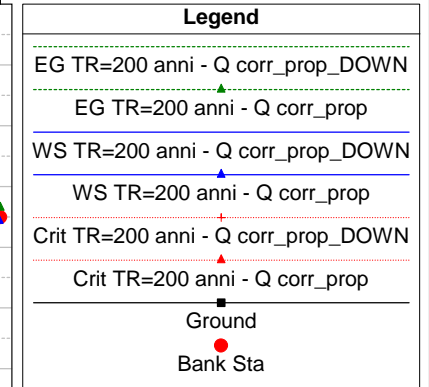 Legend
EG TR=200 anni - Q corr_prop_DOWN
EG TR=200 anni - Q corr_prop
WS TR=200 anni - Q corr_prop_DOWN
WS TR=200 anni - Q corr_prop
Crit TR=200 anni - Q corr_prop_DOWN
Crit TR=200 anni - Q corr_prop
Ground
Bank Sta